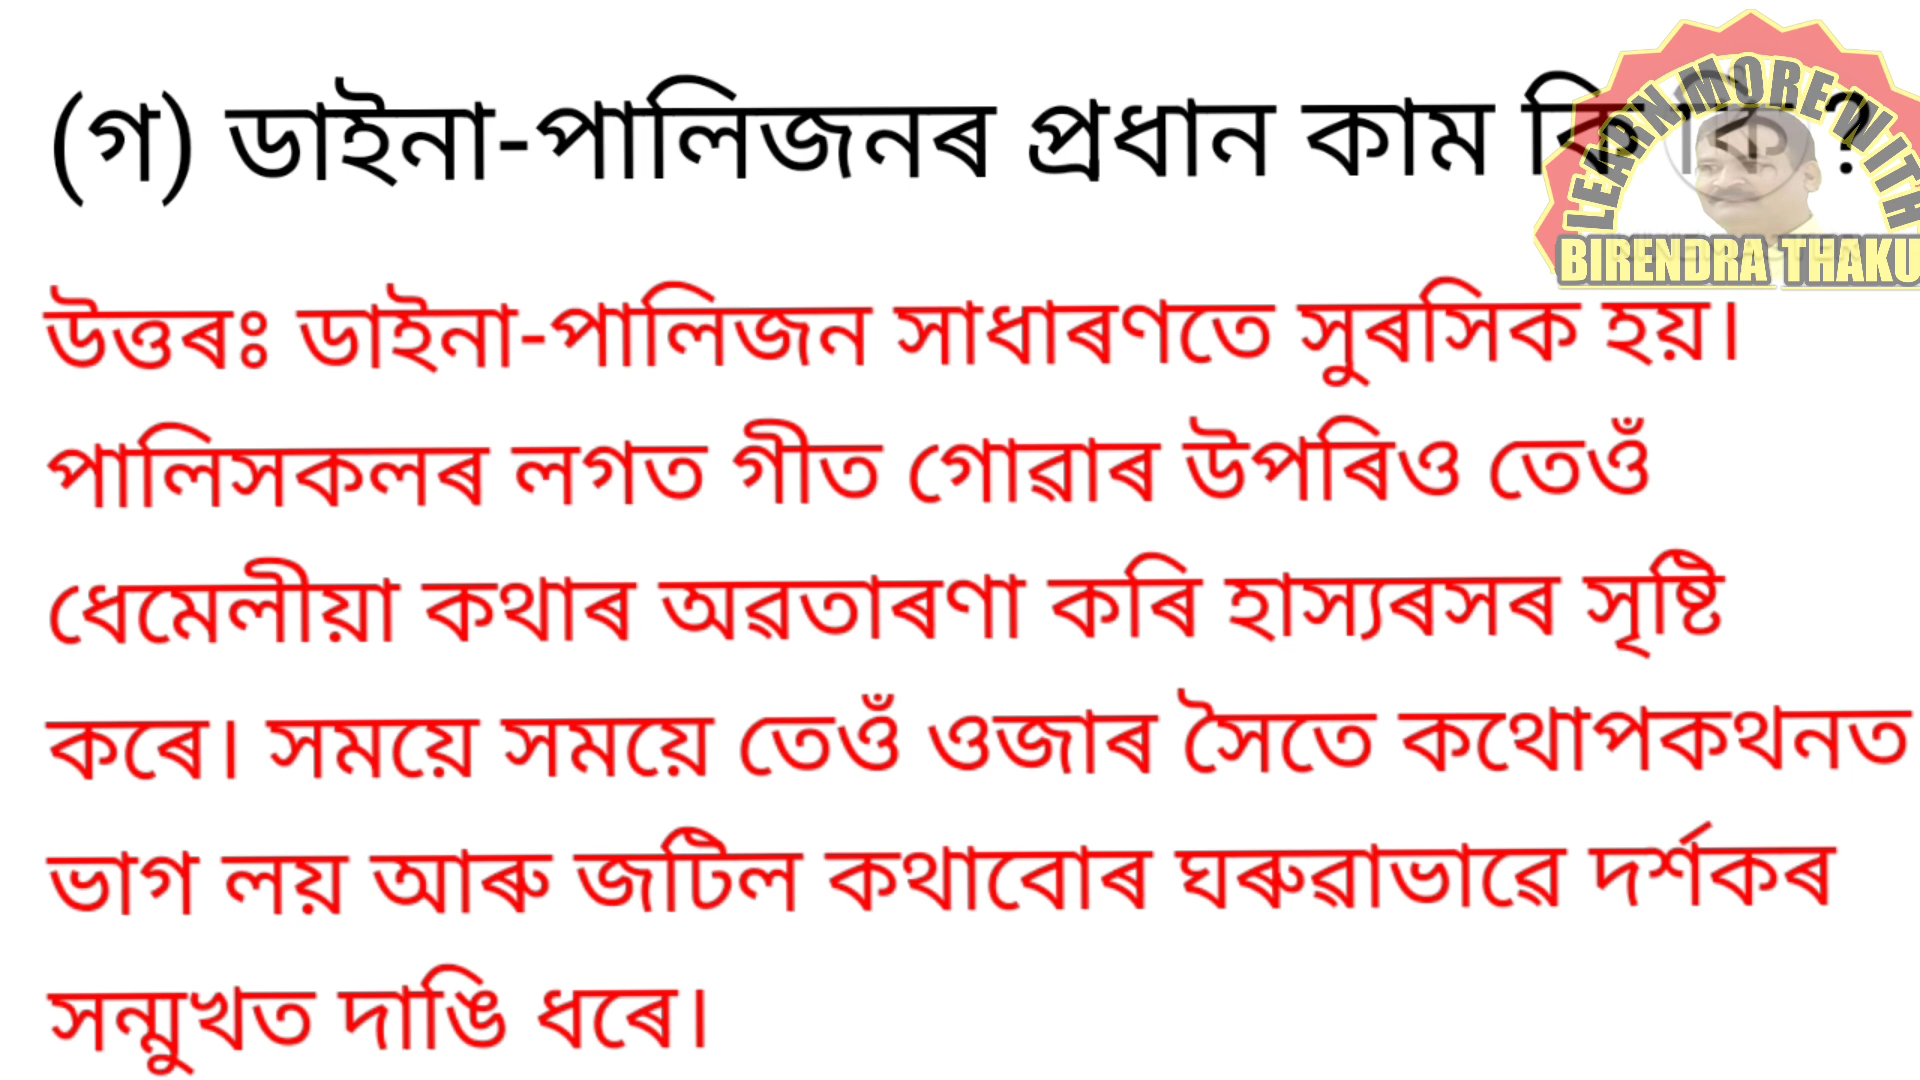 (গ) ডাইনা-পালিজনৰ প্ৰধান কাম কি কি ?
LEARN MORE WITH
BIRENDRA THAKU
উত্তৰঃ ডাইনা-পালিজন সাধাৰণতে সুৰসিক হয়।
পালিসকলৰ লগত গীত গোৱাৰ উপৰিও তেওঁ
ধেমেলীয়া কথাৰ অৱতাৰণা কৰি হাস্যৰসৰ সৃষ্টি
কৰে। সময়ে সময়ে তেওঁ ওজাৰ সৈতে কথোপকথনত
ভাগ লয় আৰু জটিল কথাবোৰ ঘৰুৱাভাৱে দৰ্শকৰ
সন্মুখত দাঙি ধৰে।